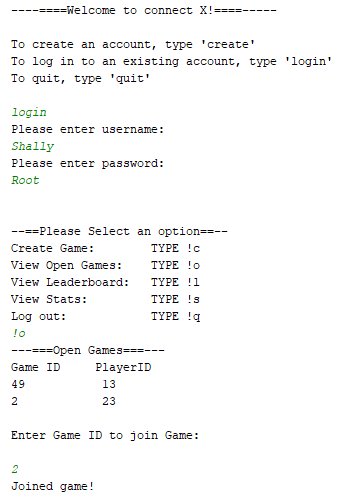 ----====Welcome to connect X!====-----
To create an account, type 'create'
To log in to an existing account, type 'login'
To quit, type 'quit'
login
Please enter username:
Shally
Please enter password:
Root
--==Please Select an option==--
Create Game: TYPE !c
View Open Games: TYPE !o
View Leaderboard: TYPE !l
View Stats: TYPE !s
Log out: TYPE !q
!o
---===Open Games===---
Game ID PlayerID
49 13
2 23
Enter Game ID to join Game:
2
Joined game!